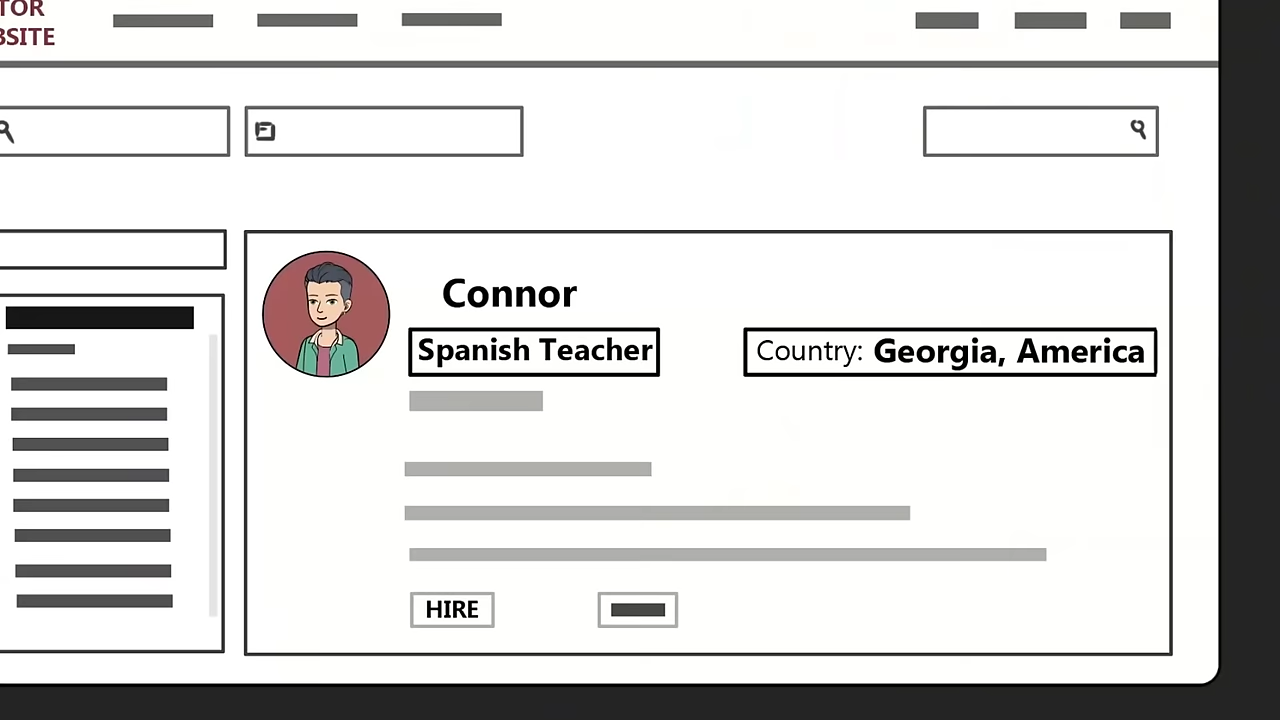 TOR
BSITE
Connor
Spanish Teacher
Country: Georgia, America
HIRE